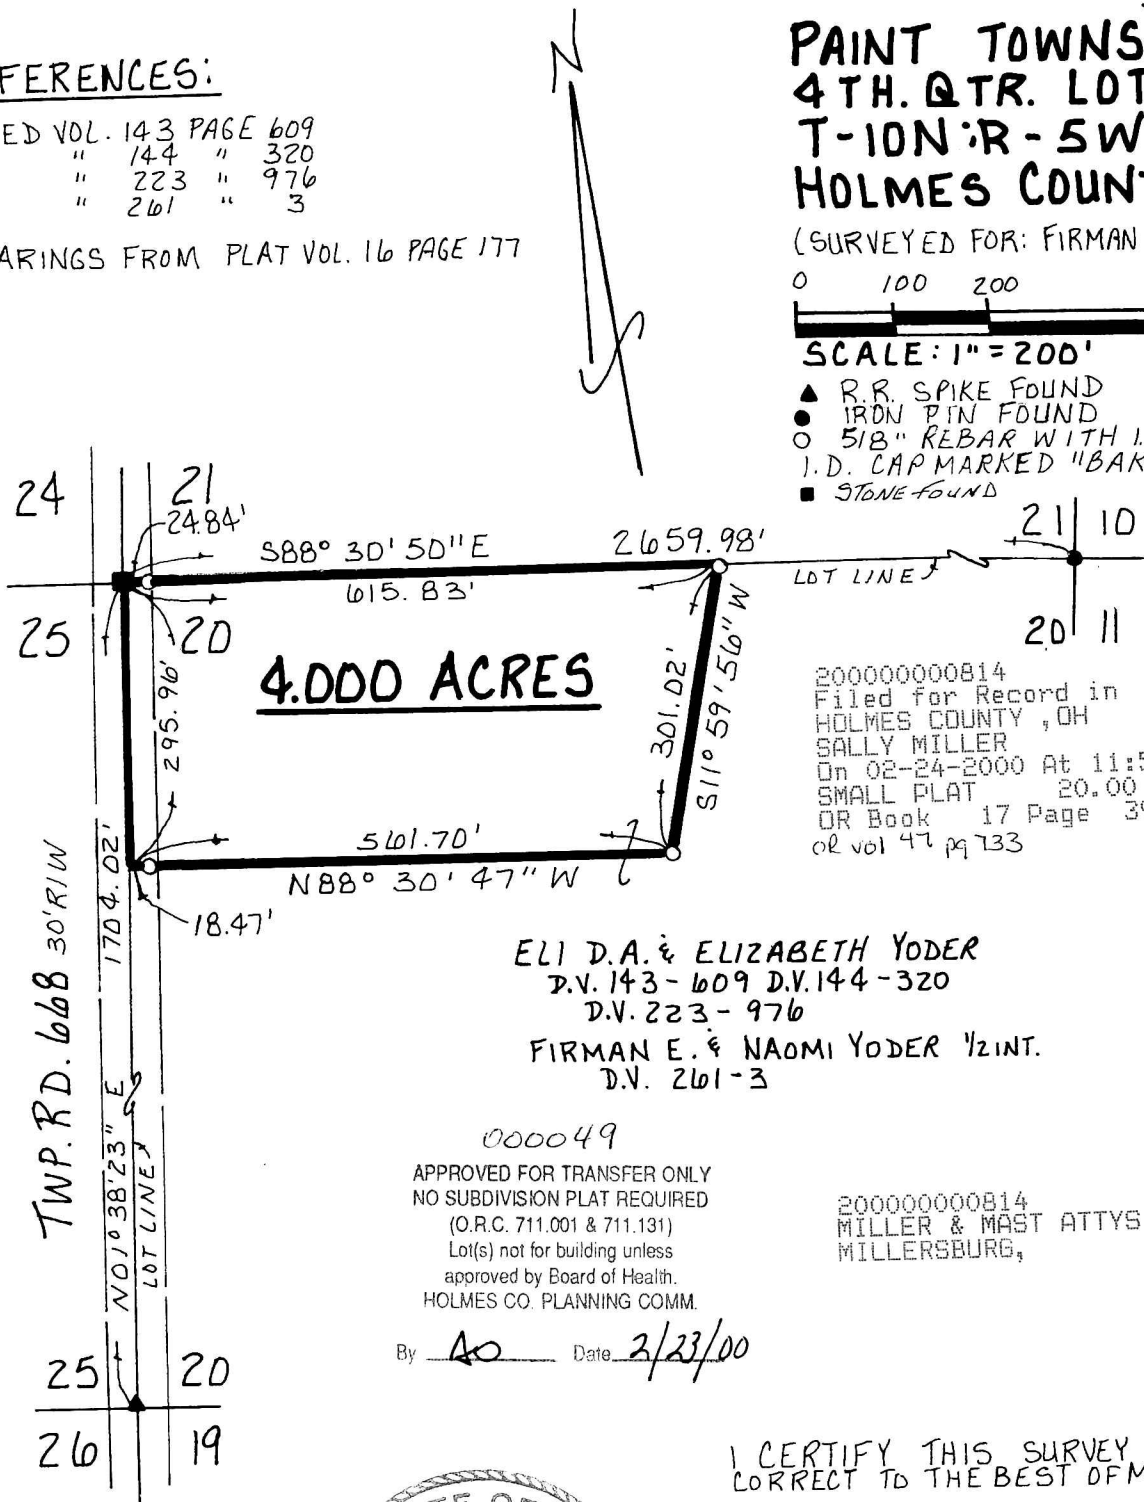 FERENCES:
ED VOL. 143 PAGE 609
" 144 " 320
" 223 " 976
" 261 " 3
ARINGS FROM PLAT VOL. 16 PAGE 177
N
PAINT TOWNS
4TH. QTR. LOT
T-10N; R-5W
HOLMES COUN
(SURVEYED FOR: FIRMAN
0 100 200
SCALE: 1"=200'
▲ R.R. SPIKE FOUND
● IRON PIN FOUND
○ 5/8" REBAR WITH 1.
I.D. CAP MARKED "BAK
■ STONE FOUND
24 21
24.84'
S88° 30' 50" E 2659.98'
615.83'
LOT LINE
21 10
25 20
20 11
4.000 ACRES
295.96'
301.02'
S11° 59' 56" W
561.70'
N88° 30' 47" W
18.47'
1704.02'
TWP. RD. 668 30' R/W
N01° 38' 23" E
LOT LINE
200000000814
Filed for Record in
HOLMES COUNTY , OH
SALLY MILLER
On 02-24-2000 At 11:5
SMALL PLAT 20.00
OR Book 17 Page 39
OR vol 47 pg 733
ELI D.A. & ELIZABETH YODER
D.V. 143-609 D.V. 144-320
D.V. 223-976
FIRMAN E. & NAOMI YODER 1/2 INT.
D.V. 261-3
000049
APPROVED FOR TRANSFER ONLY
NO SUBDIVISION PLAT REQUIRED
(O.R.C. 711.001 & 711.131)
Lot(s) not for building unless
approved by Board of Health.
HOLMES CO. PLANNING COMM.
By AO Date 2/23/00
200000000814
MILLER & MAST ATTYS
MILLERSBURG,
25 20
26 19
I CERTIFY THIS SURVEY
CORRECT TO THE BEST OF M